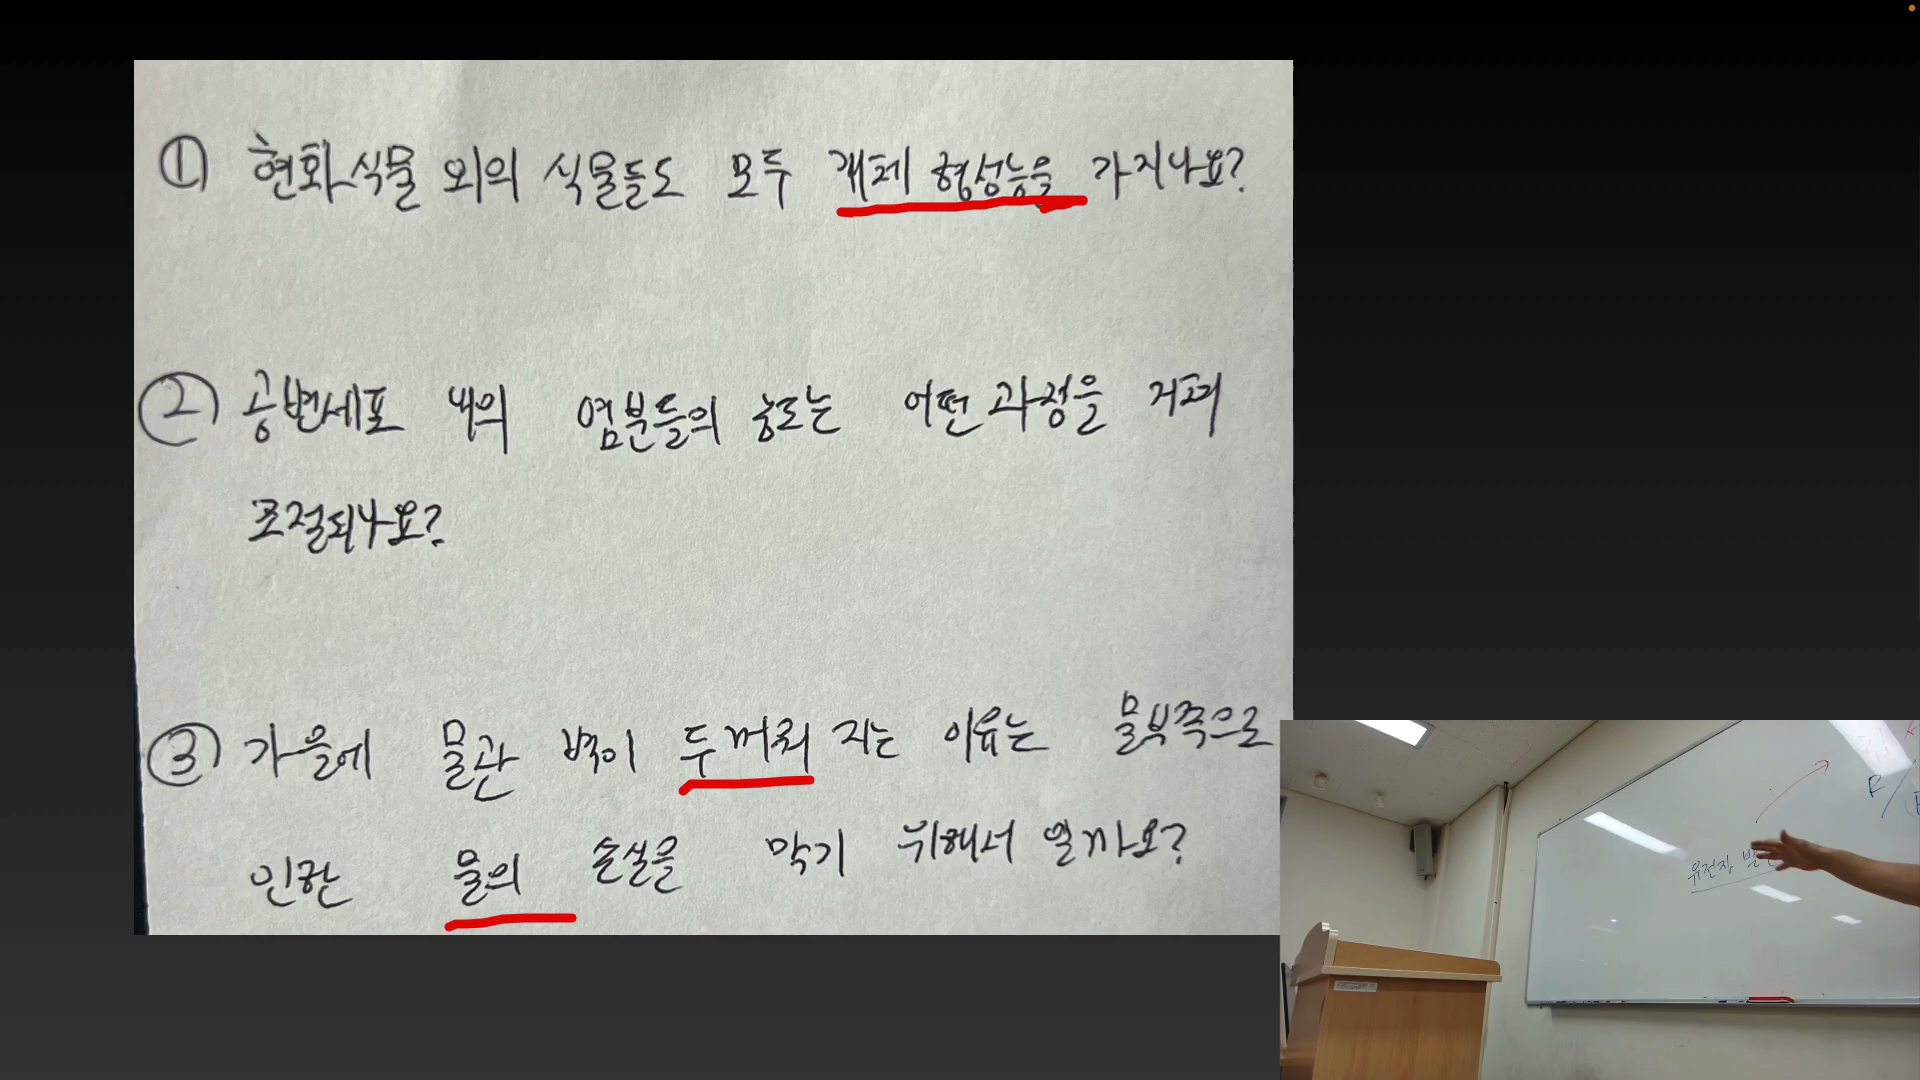 ① 현화식물 외의 식물들도 모두 개체 형성능을 가지나요?
② 공변세포 내의 염분들의 농도는 어떤 과정을 거쳐
조절되나요?
③ 가을에 물관 벽이 두꺼워 지는 이유는 물부족으로
인한 물의 손실을 막기 위해서 일까요?
유전자